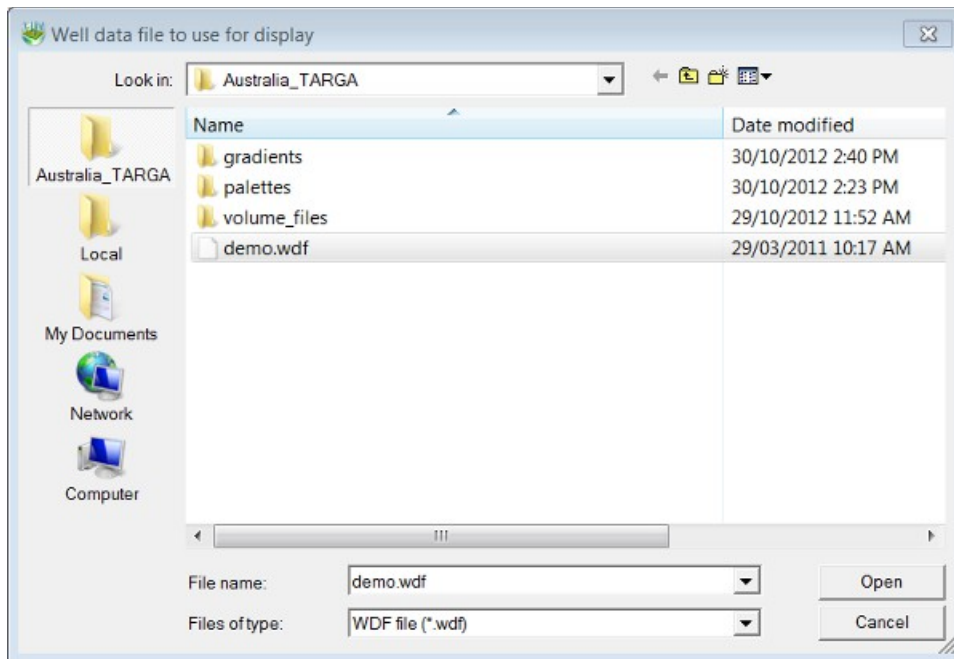 Well data file to use for display
Look in: Australia_TARGA
Name Date modified
gradients 30/10/2012 2:40 PM
palettes 30/10/2012 2:23 PM
volume_files 29/10/2012 11:52 AM
demo.wdf 29/03/2011 10:17 AM
Australia_TARGA
Local
My Documents
Network
Computer
File name: demo.wdf Open
Files of type: WDF file (*.wdf) Cancel